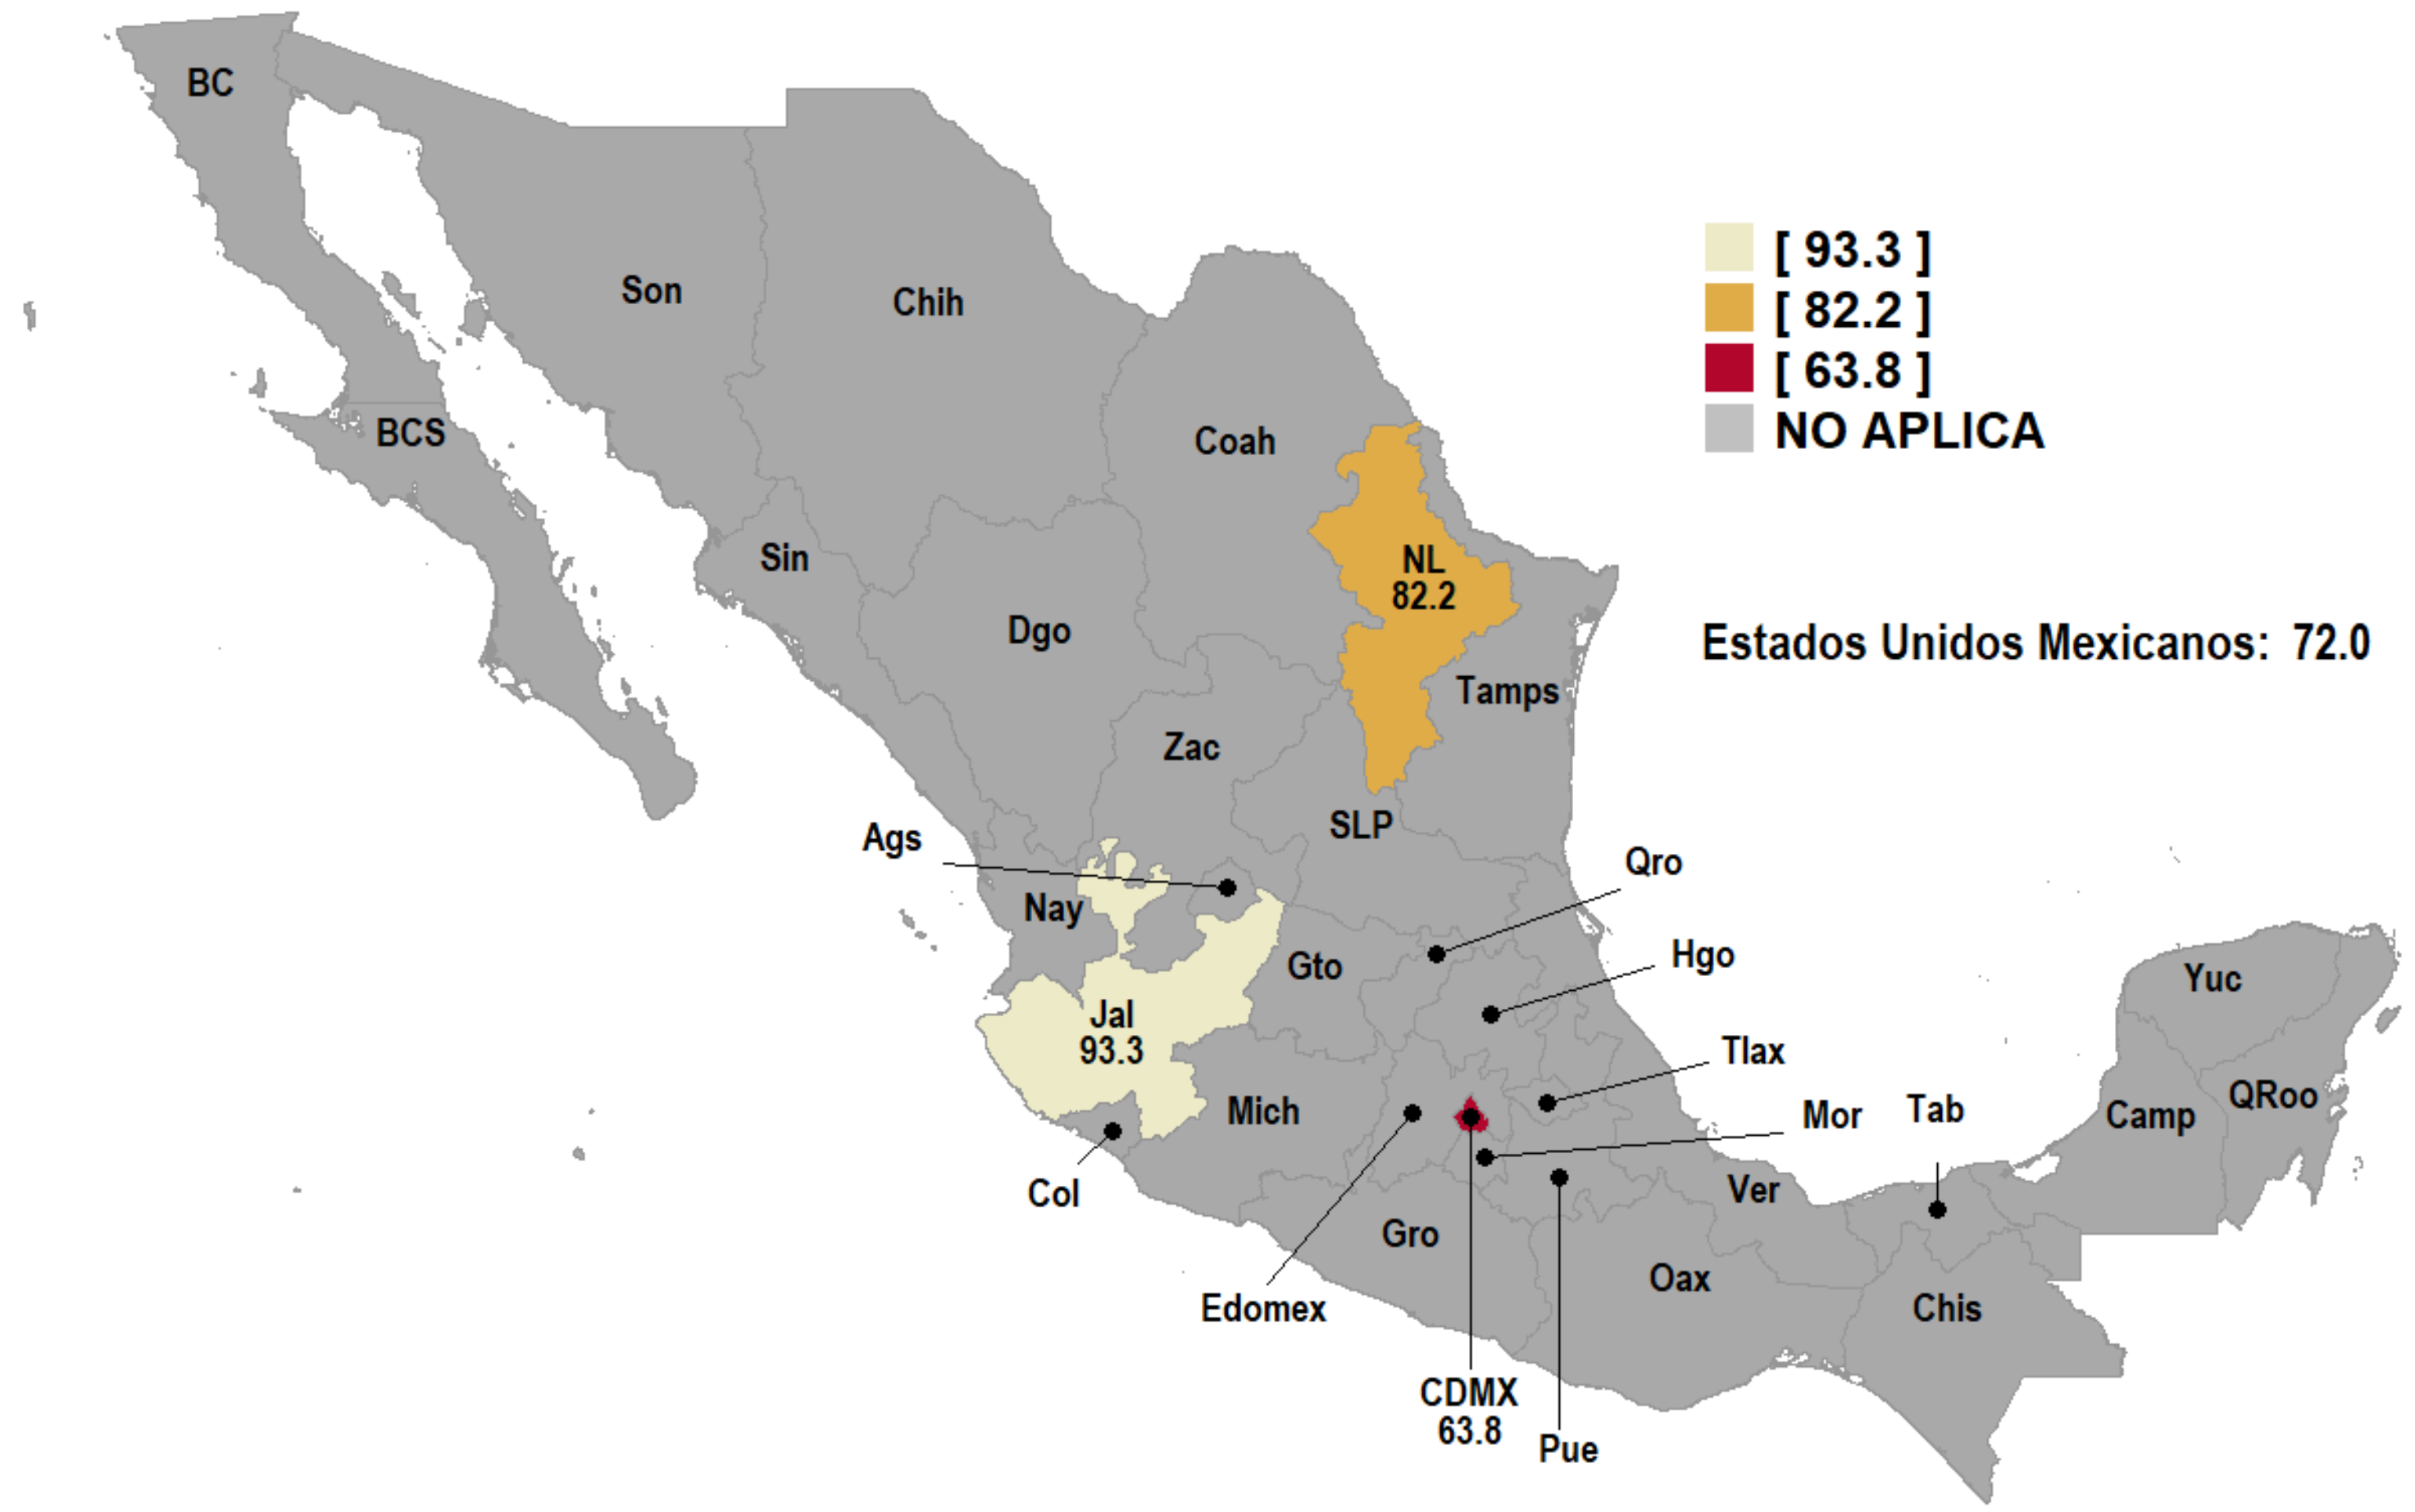 BC
Son
Chih
BCS
Coah
[ 93.3 ]
[ 82.2 ]
[ 63.8 ]
NO APLICA
Sin
NL
82.2
Dgo
Estados Unidos Mexicanos: 72.0
Tamps
Zac
SLP
Ags
Qro
Nay
Gto
Hgo
Yuc
Jal
93.3
Tlax
QRoo
Mich
Mor
Tab
Camp
Col
Ver
Gro
Oax
Edomex
Chis
CDMX
63.8
Pue